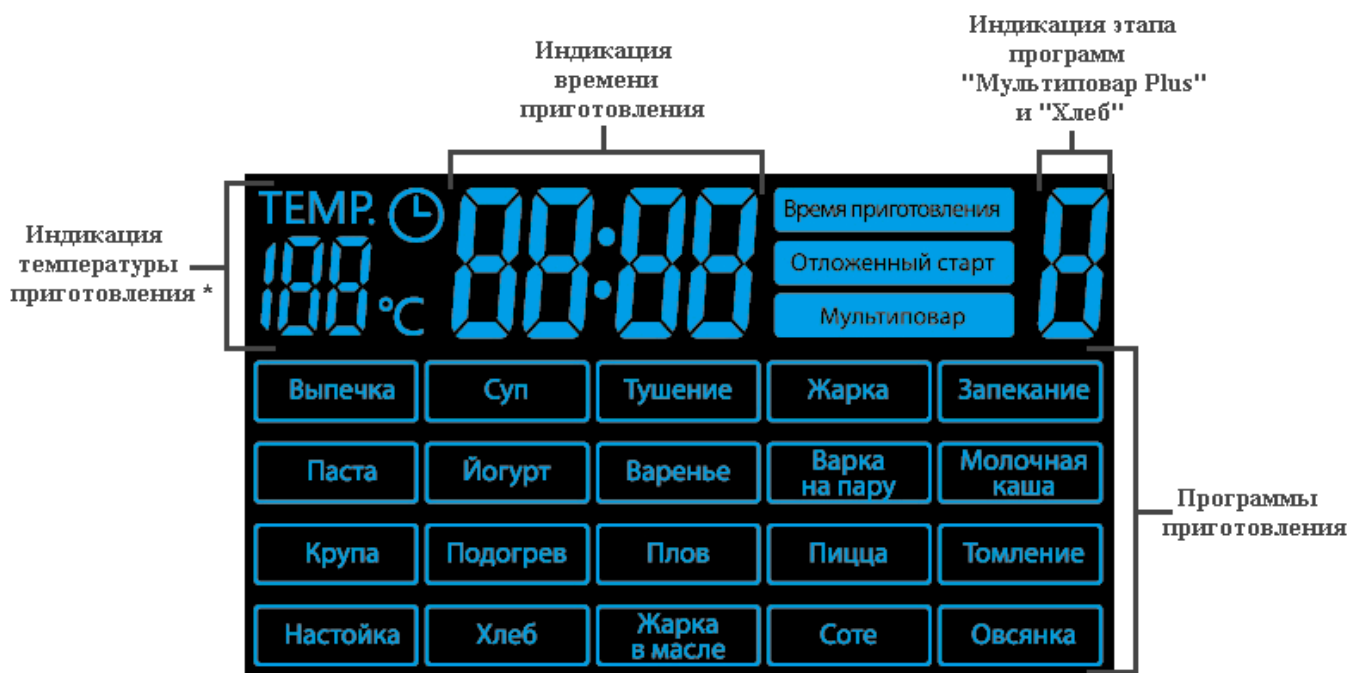 Индикация
времени
приготовления
Индикация этапа
программ
"Мультиповар Plus"
и "Хлеб"
Индикация
температуры
приготовления *
TEMP.
188 °C
88:88
Время приготовления
Отложенный старт
Мультиповар
8
Выпечка Суп Тушение Жарка Запекание
Паста Йогурт Варенье Варка
на пару Молочная
каша
Крупа Подогрев Плов Пицца Томление
Настойка Хлеб Жарка
в масле Соте Овсянка
Программы
приготовления